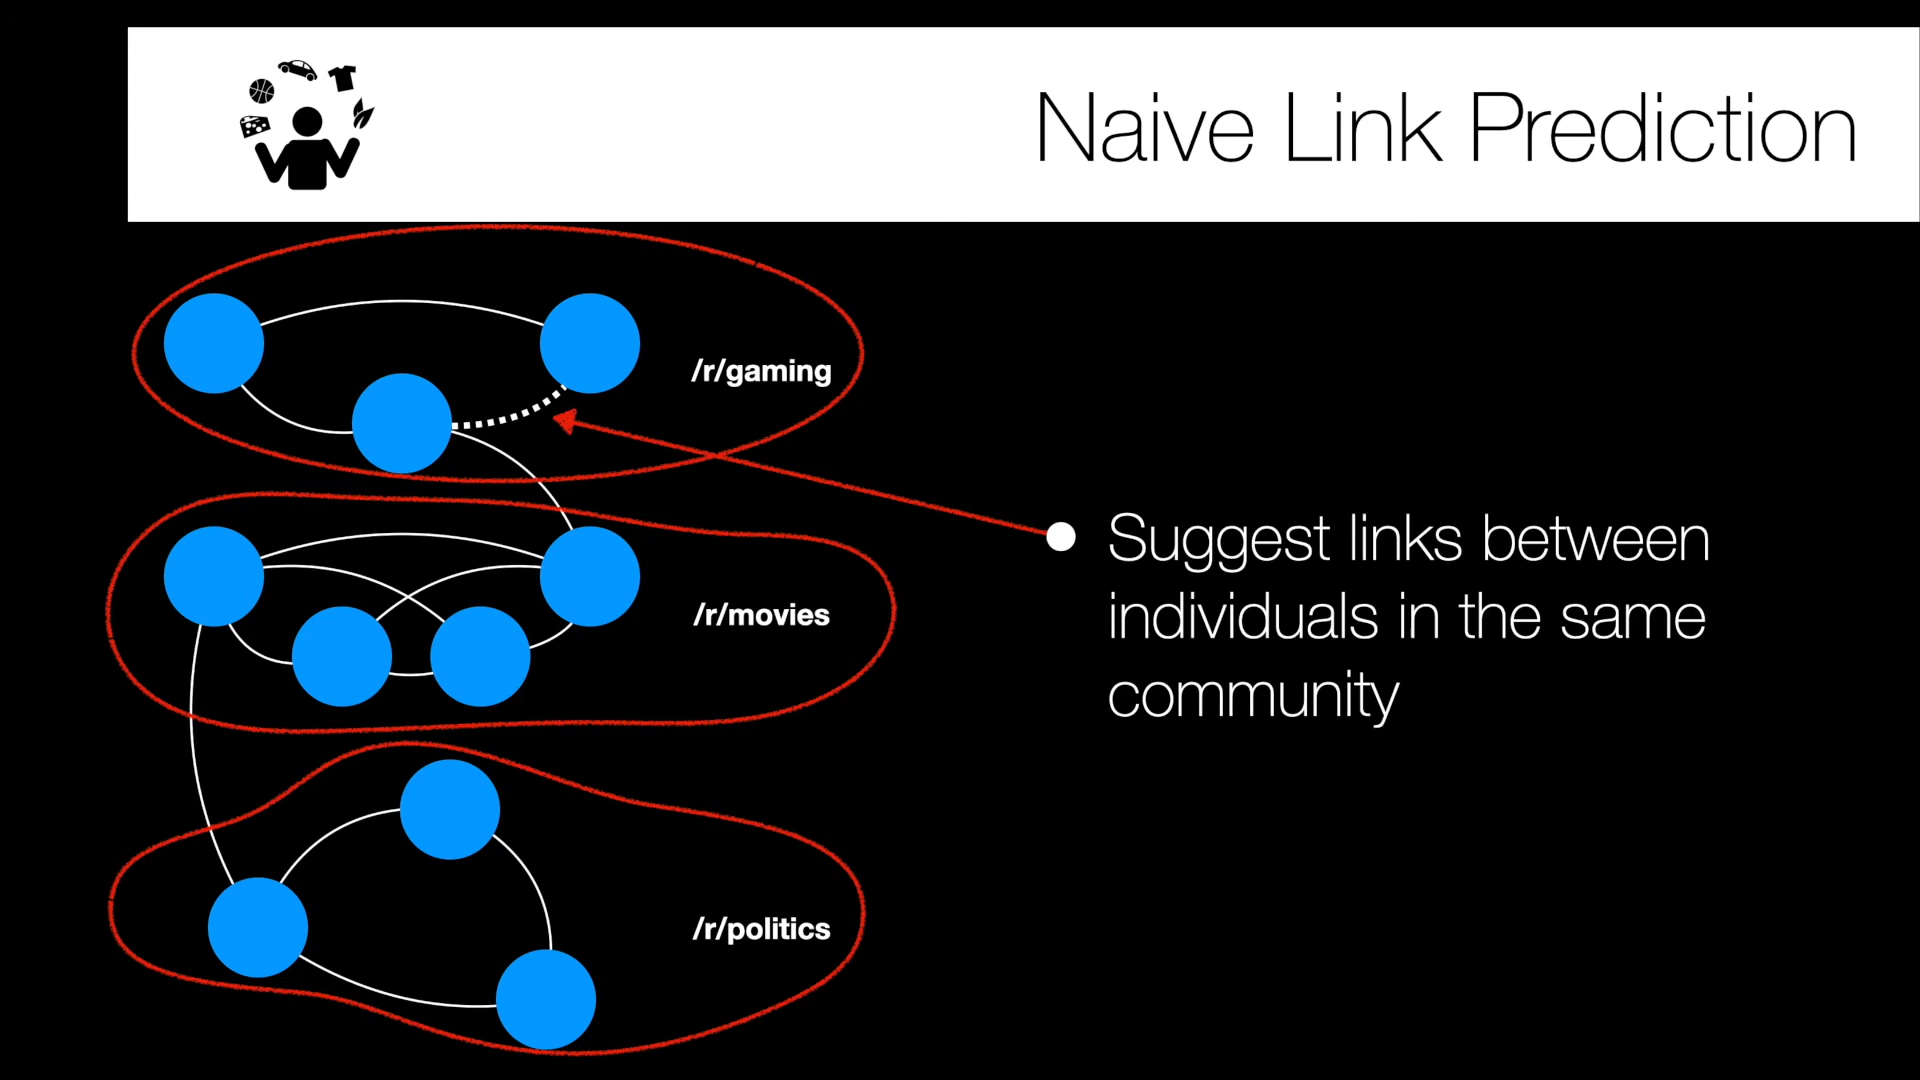 Naive Link Prediction
/r/gaming
/r/movies
/r/politics
Suggest links between
individuals in the same
community